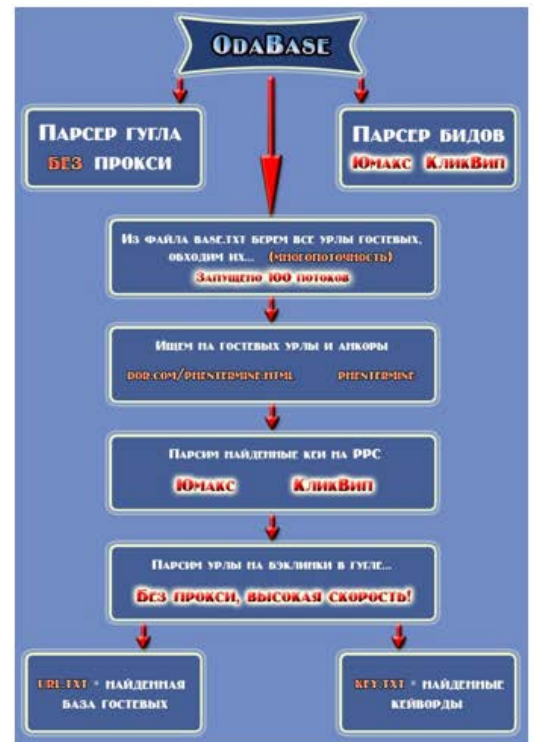 OdaBase
Парсер гугла
без прокси
Парсер бидов
Юмакс КликВип
Из файла base.txt берем все урлы гостевых,
обходим их... (многопоточность)
Запущено 100 потоков
Ищем на гостевых урлы и анкоры
dor.com/phentermine.html phentermine
Парсим найденные кеи на PPC
Юмакс КликВип
Парсим урлы на бэклинки в гугле...
Без прокси, высокая скорость!
url.txt - найденная
база гостевых
key.txt - найденные
кейворды